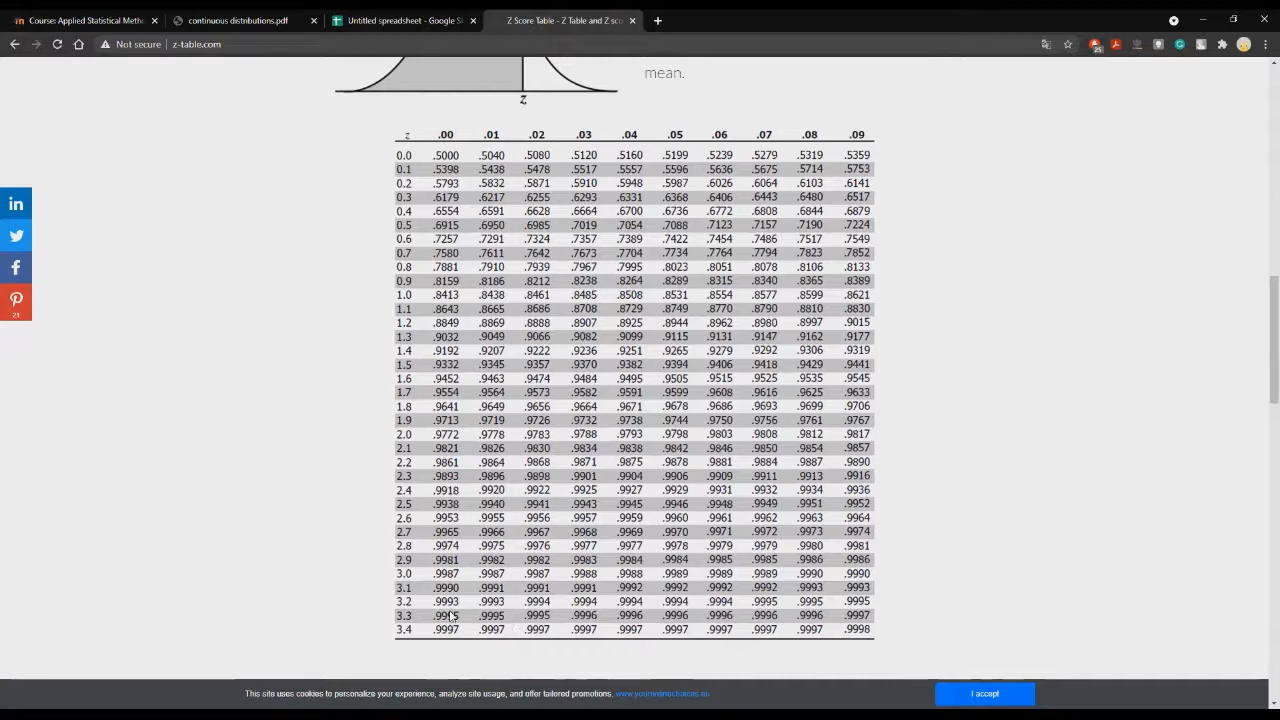 Course: Applied Statistical Metho
continuous distributions.pdf
Untitled spreadsheet - Google Sh
Z Score Table - Z Table and Z sco
Not secure | z-table.com
25
mean.
z
z .00 .01 .02 .03 .04 .05 .06 .07 .08 .09
0.0 .5000 .5040 .5080 .5120 .5160 .5199 .5239 .5279 .5319 .5359
0.1 .5398 .5438 .5478 .5517 .5557 .5596 .5636 .5675 .5714 .5753
0.2 .5793 .5832 .5871 .5910 .5948 .5987 .6026 .6064 .6103 .6141
0.3 .6179 .6217 .6255 .6293 .6331 .6368 .6406 .6443 .6480 .6517
0.4 .6554 .6591 .6628 .6664 .6700 .6736 .6772 .6808 .6844 .6879
0.5 .6915 .6950 .6985 .7019 .7054 .7088 .7123 .7157 .7190 .7224
0.6 .7257 .7291 .7324 .7357 .7389 .7422 .7454 .7486 .7517 .7549
0.7 .7580 .7611 .7642 .7673 .7704 .7734 .7764 .7794 .7823 .7852
0.8 .7881 .7910 .7939 .7967 .7995 .8023 .8051 .8078 .8106 .8133
0.9 .8159 .8186 .8212 .8238 .8264 .8289 .8315 .8340 .8365 .8389
1.0 .8413 .8438 .8461 .8485 .8508 .8531 .8554 .8577 .8599 .8621
1.1 .8643 .8665 .8686 .8708 .8729 .8749 .8770 .8790 .8810 .8830
1.2 .8849 .8869 .8888 .8907 .8925 .8944 .8962 .8980 .8997 .9015
1.3 .9032 .9049 .9066 .9082 .9099 .9115 .9131 .9147 .9162 .9177
1.4 .9192 .9207 .9222 .9236 .9251 .9265 .9279 .9292 .9306 .9319
1.5 .9332 .9345 .9357 .9370 .9382 .9394 .9406 .9418 .9429 .9441
1.6 .9452 .9463 .9474 .9484 .9495 .9505 .9515 .9525 .9535 .9545
1.7 .9554 .9564 .9573 .9582 .9591 .9599 .9608 .9616 .9625 .9633
1.8 .9641 .9649 .9656 .9664 .9671 .9678 .9686 .9693 .9699 .9706
1.9 .9713 .9719 .9726 .9732 .9738 .9744 .9750 .9756 .9761 .9767
2.0 .9772 .9778 .9783 .9788 .9793 .9798 .9803 .9808 .9812 .9817
2.1 .9821 .9826 .9830 .9834 .9838 .9842 .9846 .9850 .9854 .9857
2.2 .9861 .9864 .9868 .9871 .9875 .9878 .9881 .9884 .9887 .9890
2.3 .9893 .9896 .9898 .9901 .9904 .9906 .9909 .9911 .9913 .9916
2.4 .9918 .9920 .9922 .9925 .9927 .9929 .9931 .9932 .9934 .9936
2.5 .9938 .9940 .9941 .9943 .9945 .9946 .9948 .9949 .9951 .9952
2.6 .9953 .9955 .9956 .9957 .9959 .9960 .9961 .9962 .9963 .9964
2.7 .9965 .9966 .9967 .9968 .9969 .9970 .9971 .9972 .9973 .9974
2.8 .9974 .9975 .9976 .9977 .9977 .9978 .9979 .9979 .9980 .9981
2.9 .9981 .9982 .9982 .9983 .9984 .9984 .9985 .9985 .9986 .9986
3.0 .9987 .9987 .9987 .9988 .9988 .9989 .9989 .9989 .9990 .9990
3.1 .9990 .9991 .9991 .9991 .9992 .9992 .9992 .9992 .9993 .9993
3.2 .9993 .9993 .9994 .9994 .9994 .9994 .9994 .9995 .9995 .9995
3.3 .9995 .9995 .9995 .9996 .9996 .9996 .9996 .9996 .9996 .9997
3.4 .9997 .9997 .9997 .9997 .9997 .9997 .9997 .9997 .9997 .9998
21
This site uses cookies to personalize your experience, analyze site usage, and offer tailored promotions. www.youronlinechoices.eu
I accept